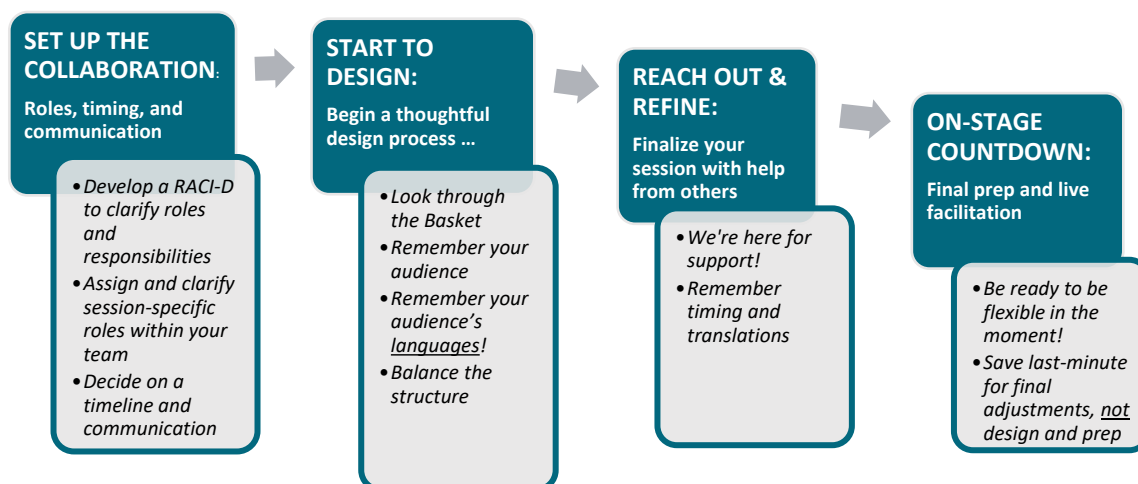 SET UP THE
COLLABORATION:
Roles, timing, and
communication
•Develop a RACI-D
to clarify roles
and
responsibilities
•Assign and clarify
session-specific
roles within your
team
•Decide on a
timeline and
communication
START TO
DESIGN:
Begin a thoughtful
design process …
•Look through
the Basket
•Remember your
audience
•Remember your
audience’s
languages!
•Balance the
structure
REACH OUT &
REFINE:
Finalize your
session with help
from others
•We're here for
support!
•Remember
timing and
translations
ON-STAGE
COUNTDOWN:
Final prep and live
facilitation
•Be ready to be
flexible in the
moment!
•Save last-minute
for final
adjustments, not
design and prep